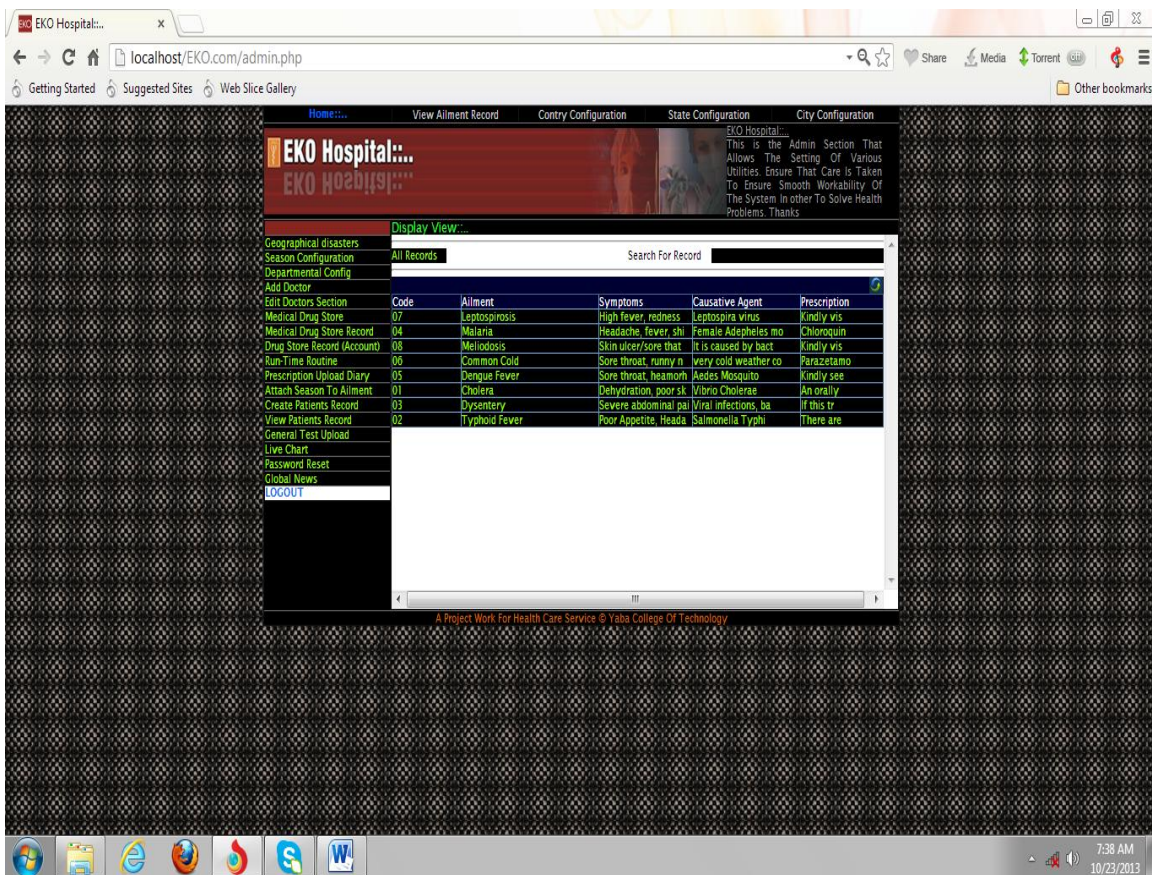 EKO EKO Hospital::..
localhost/EKO.com/admin.php
Share Media Torrent
Getting Started Suggested Sites Web Slice Gallery Other bookmarks
Home::.. View Ailment Record Contry Configuration State Configuration City Configuration
EKO Hospital::...
EKO Hospital::..
This is the Admin Section That
Allows The Setting Of Various
Utilities. Ensure That Care Is Taken
To Ensure Smooth Workability Of
The System In other To Solve Health
Problems. Thanks
Display View::..
Geographical disasters
Season Configuration
Departmental Config
Add Doctor
Edit Doctors Section
Medical Drug Store
Medical Drug Store Record
Drug Store Record (Account)
Run-Time Routine
Prescription Upload Diary
Attach Season To Ailment
Create Patients Record
View Patients Record
General Test Upload
Live Chart
Password Reset
Global News
LOGOUT
All Records Search For Record
Code Ailment Symptoms Causative Agent Prescription
07 Leptospirosis High fever, redness Leptospira virus Kindly vis
04 Malaria Headache, fever, shi Female Adepheles mo Chloroquin
08 Meliodosis Skin ulcer/sore that It is caused by bact Kindly vis
06 Common Cold Sore throat, runny n very cold weather co Parazetamo
05 Dengue Fever Sore throat, heamorh Aedes Mosquito Kindly see
01 Cholera Dehydration, poor sk Vibrio Cholerae An orally
03 Dysentery Severe abdominal pai Viral infections, ba If this tr
02 Typhoid Fever Poor Appetite, Heada Salmonella Typhi There are
A Project Work For Health Care Service © Yaba College Of Technology
7:38 AM
10/23/2013